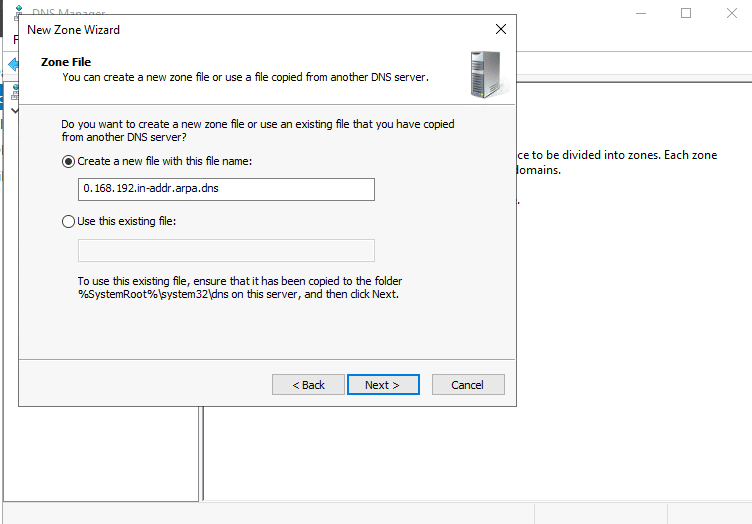 DNS Manager
New Zone Wizard
Zone File
You can create a new zone file or use a file copied from another DNS server.
Do you want to create a new zone file or use an existing file that you have copied
from another DNS server?
Create a new file with this file name:
0.168.192.in-addr.arpa.dns
Use this existing file:
To use this existing file, ensure that it has been copied to the folder
%SystemRoot%\system32\dns on this server, and then click Next.
< Back
Next >
Cancel
ce to be divided into zones. Each zone
omains.